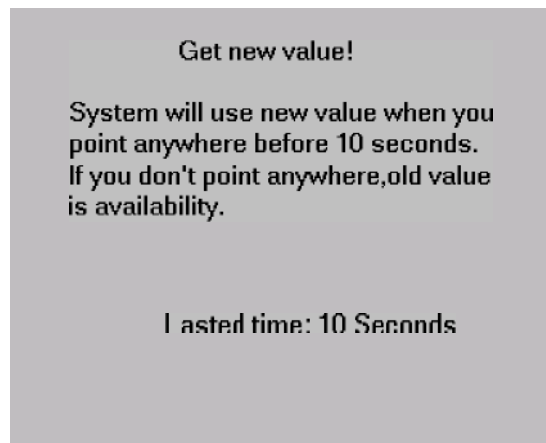 Get new value!
System will use new value when you
point anywhere before 10 seconds.
If you don't point anywhere,old value
is availability.
Lasted time: 10 Seconds